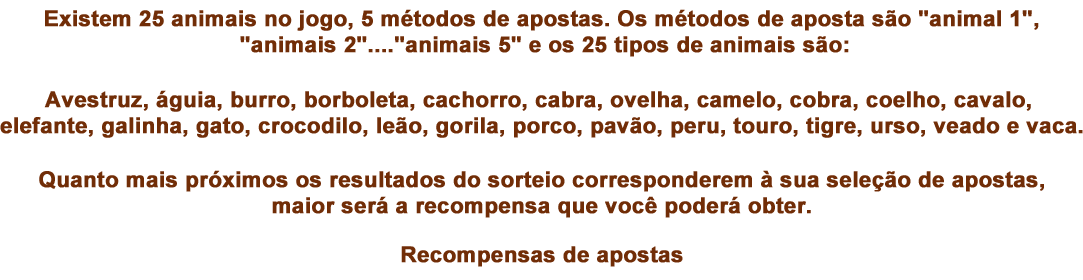 Existem 25 animais no jogo, 5 métodos de apostas. Os métodos de aposta são "animal 1",
"animais 2"...."animais 5" e os 25 tipos de animais são:
Avestruz, águia, burro, borboleta, cachorro, cabra, ovelha, camelo, cobra, coelho, cavalo,
elefante, galinha, gato, crocodilo, leão, gorila, porco, pavão, peru, touro, tigre, urso, veado e vaca.
Quanto mais próximos os resultados do sorteio corresponderem à sua seleção de apostas,
maior será a recompensa que você poderá obter.
Recompensas de apostas